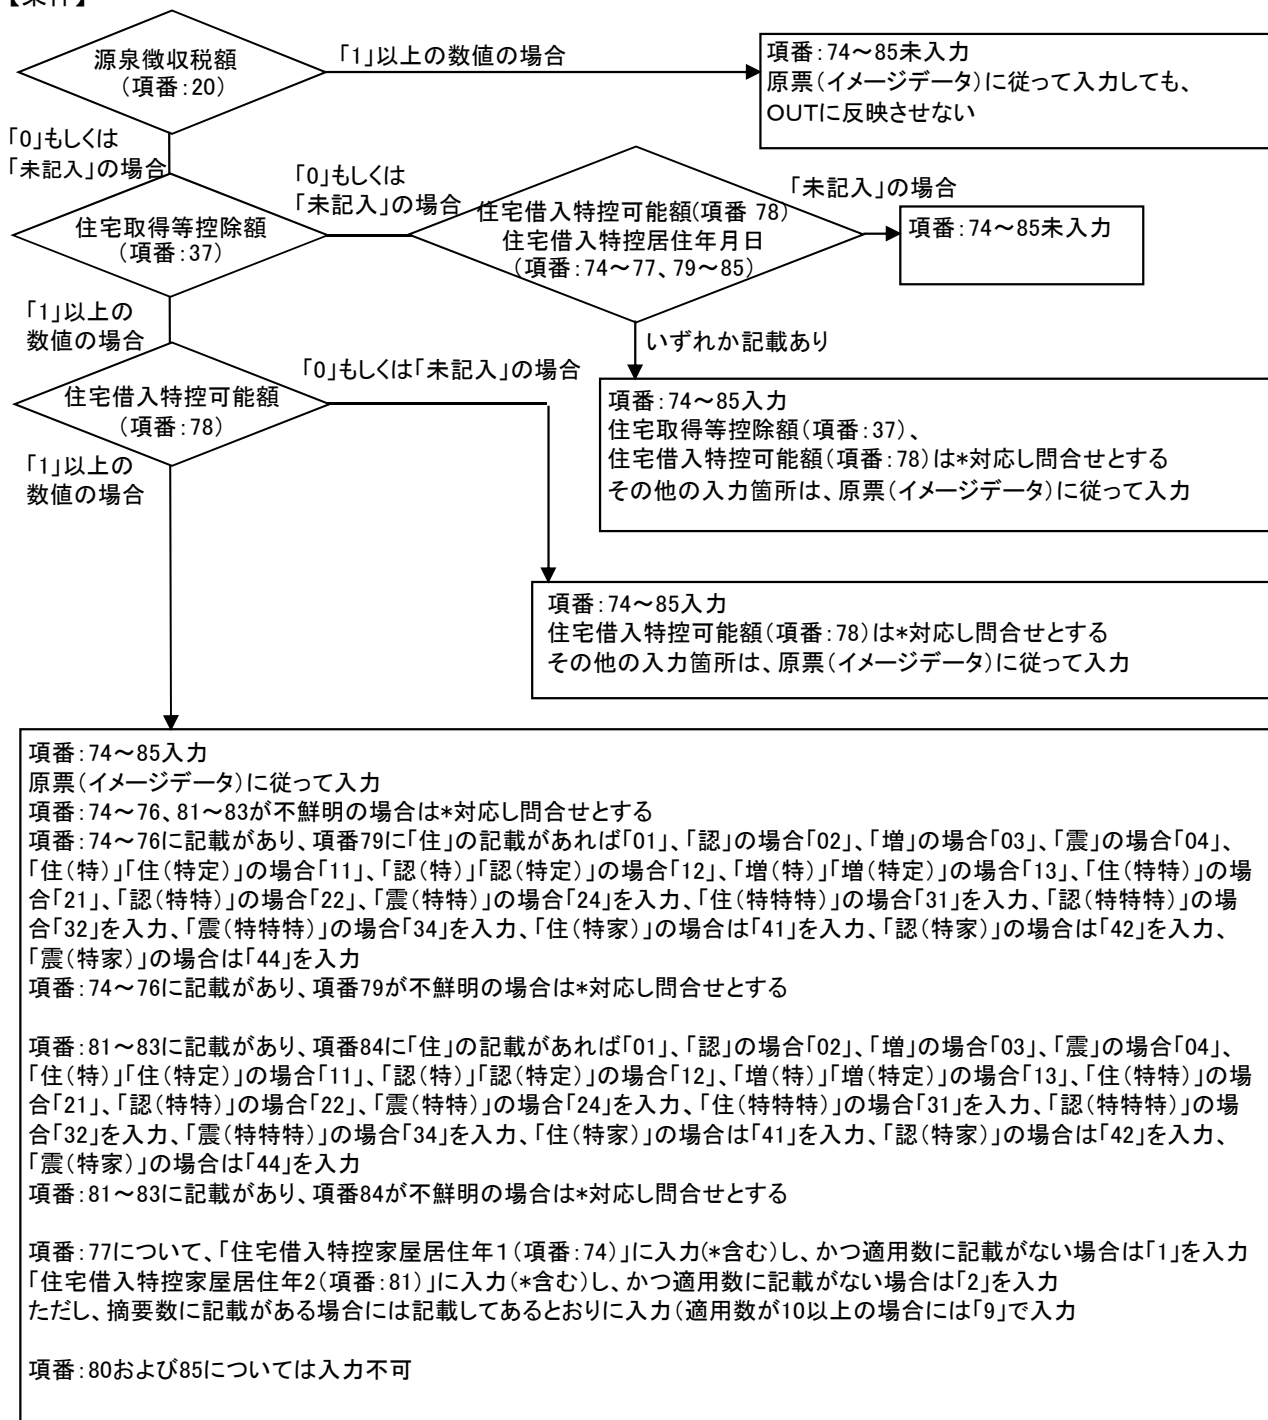 【条件】
源泉徴収税額
（項番：20）
「1」以上の数値の場合
項番：74～85未入力
原票（イメージデータ）に従って入力しても、
OUTに反映させない
「0」もしくは
「未記入」の場合
住宅取得等控除額
（項番：37）
「0」もしくは
「未記入」の場合
住宅借入特控可能額（項番 78）
住宅借入特控居住年月日
（項番：74～77、79～85）
「未記入」の場合
項番：74～85未入力
「1」以上の
数値の場合
いずれか記載あり
項番：74～85入力
住宅取得等控除額（項番：37）、
住宅借入特控可能額（項番：78）は*対応し問合せとする
その他の入力箇所は、原票（イメージデータ）に従って入力
住宅借入特控可能額
（項番：78）
「0」もしくは「未記入」の場合
「1」以上の
数値の場合
項番：74～85入力
住宅借入特控可能額（項番：78）は*対応し問合せとする
その他の入力箇所は、原票（イメージデータ）に従って入力
項番：74～85入力
原票（イメージデータ）に従って入力
項番：74～76、81～83が不鮮明の場合は*対応し問合せとする
項番：74～76に記載があり、項番79に「住」の記載があれば「01」、「認」の場合「02」、「増」の場合「03」、「震」の場合「04」、
「住（特）」「住（特定）」の場合「11」、「認（特）」「認（特定）」の場合「12」、「増（特）」「増（特定）」の場合「13」、「住（特特）」の場
合「21」、「認（特特）」の場合「22」、「震（特特）」の場合「24」を入力、「住（特特特）」の場合「31」を入力、「認（特特特）」の場
合「32」を入力、「震（特特特）」の場合「34」を入力、「住（特家）」の場合は「41」を入力、「認（特家）」の場合は「42」を入力、
「震（特家）」の場合は「44」を入力
項番：74～76に記載があり、項番79が不鮮明の場合は*対応し問合せとする
項番：81～83に記載があり、項番84に「住」の記載があれば「01」、「認」の場合「02」、「増」の場合「03」、「震」の場合「04」、
「住（特）」「住（特定）」の場合「11」、「認（特）」「認（特定）」の場合「12」、「増（特）」「増（特定）」の場合「13」、「住（特特）」の場
合「21」、「認（特特）」の場合「22」、「震（特特）」の場合「24」を入力、「住（特特特）」の場合「31」を入力、「認（特特特）」の場
合「32」を入力、「震（特特特）」の場合「34」を入力、「住（特家）」の場合は「41」を入力、「認（特家）」の場合は「42」を入力、
「震（特家）」の場合は「44」を入力
項番：81～83に記載があり、項番84が不鮮明の場合は*対応し問合せとする
項番：77について、「住宅借入特控家屋居住年1（項番：74）」に入力(*含む)し、かつ適用数に記載がない場合は「1」を入力
「住宅借入特控家屋居住年2（項番：81）」に入力(*含む)し、かつ適用数に記載がない場合は「2」を入力
ただし、摘要数に記載がある場合には記載してあるとおりに入力（適用数が10以上の場合には「9」で入力
項番：80および85については入力不可